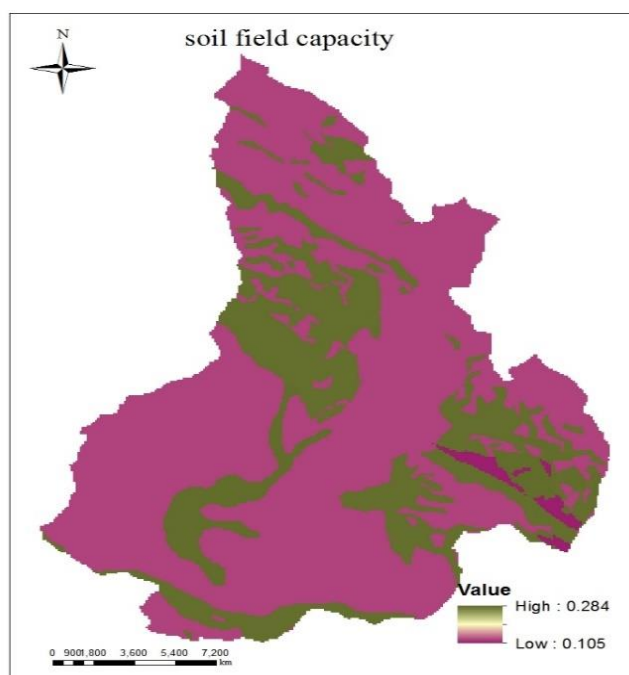 N
soil field capacity
Value
High : 0.284
Low : 0.105
0 9001,800 3,600 5,400 7,200
km